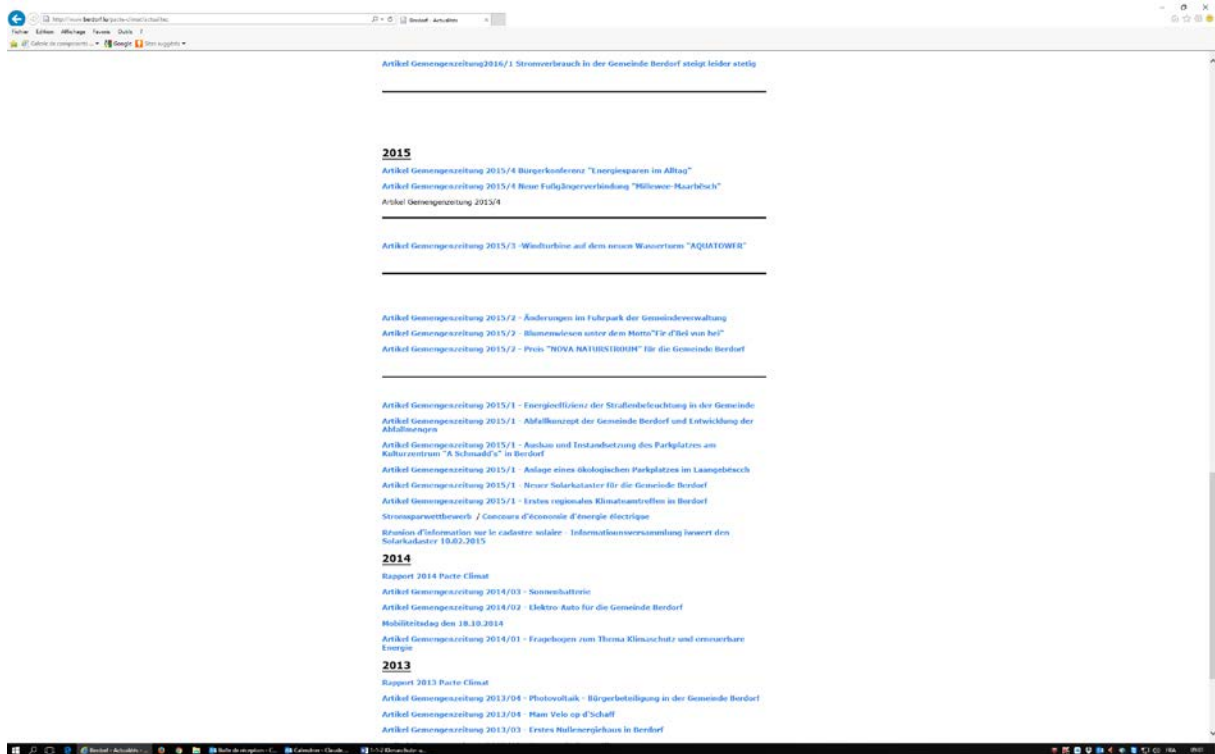 Berdorf - Actualités
Fichier Edition Affichage Favoris Outils ?
Google
Artikel Gemengenzeitung2016/1 Stromverbrauch in der Gemeinde Berdorf steigt leider stetig
2015
Artikel Gemengenzeitung 2015/4 Bürgerkonferenz "Energiesparen im Alltag"
Artikel Gemengenzeitung 2015/4 Neue Fußgängerverbindung "Millewee-Maarbësch"
Artikel Gemengenzeitung 2015/4
Artikel Gemengenzeitung 2015/3 -Windturbine auf dem neuen Wasserturm "AQUATOWER"
Artikel Gemengenzeitung 2015/2 - Änderungen im Fuhrpark der Gemeindeverwaltung
Artikel Gemengenzeitung 2015/2 - Blumenwiesen unter dem Motto"Fir d'Bei vun hei"
Artikel Gemengenzeitung 2015/2 - Preis "NOVA NATURSTROUM" für die Gemeinde Berdorf
Artikel Gemengenzeitung 2015/1 - Energieeffizienz der Straßenbeleuchtung in der Gemeinde
Artikel Gemengenzeitung 2015/1 - Abfallkonzept der Gemeinde Berdorf und Entwicklung der
Abfallmengen
Artikel Gemengenzeitung 2015/1 - Ausbau und Instandsetzung des Parkplatzes am
Kulturzentrum "A Schmadd's" in Berdorf
Artikel Gemengenzeitung 2015/1 - Anlage eines ökologischen Parkplatzes im
Artikel Gemengenzeitung 2015/1 - Neuer Solarkataster für die Gemeinde Berdorf
Artikel Gemengenzeitung 2015/1 - Erstes regionales Klimateamtreffen in Berdorf
Stromsparwettbewerb / Concours d'économie d'énergie électrique
Réunion d'information sur le cadastre solaire - Informatiounsversammlung iwwert den
Solarkadaster 10.02.2015
2014
Rapport 2014 Pacte Climat
Artikel Gemengenzeitung 2014/03 - Sonnenbatterie
Artikel Gemengenzeitung 2014/02 - Elektro-Auto für die Gemeinde Berdorf
Mobilitéitsdag den 18.10.2014
Artikel Gemengenzeitung 2014/01 - Fragebogen zum Thema Klimaschutz und erneuerbare
Energie
2013
Rapport 2013 Pacte Climat
Artikel Gemengenzeitung 2013/04 - Photovoltaik - Bürgerbeteiligung in der Gemeinde Berdorf
Artikel Gemengenzeitung 2013/04 - Mam Velo op d'Schaff
Artikel Gemengenzeitung 2013/03 - Erstes Nullenergiehaus in Berdorf